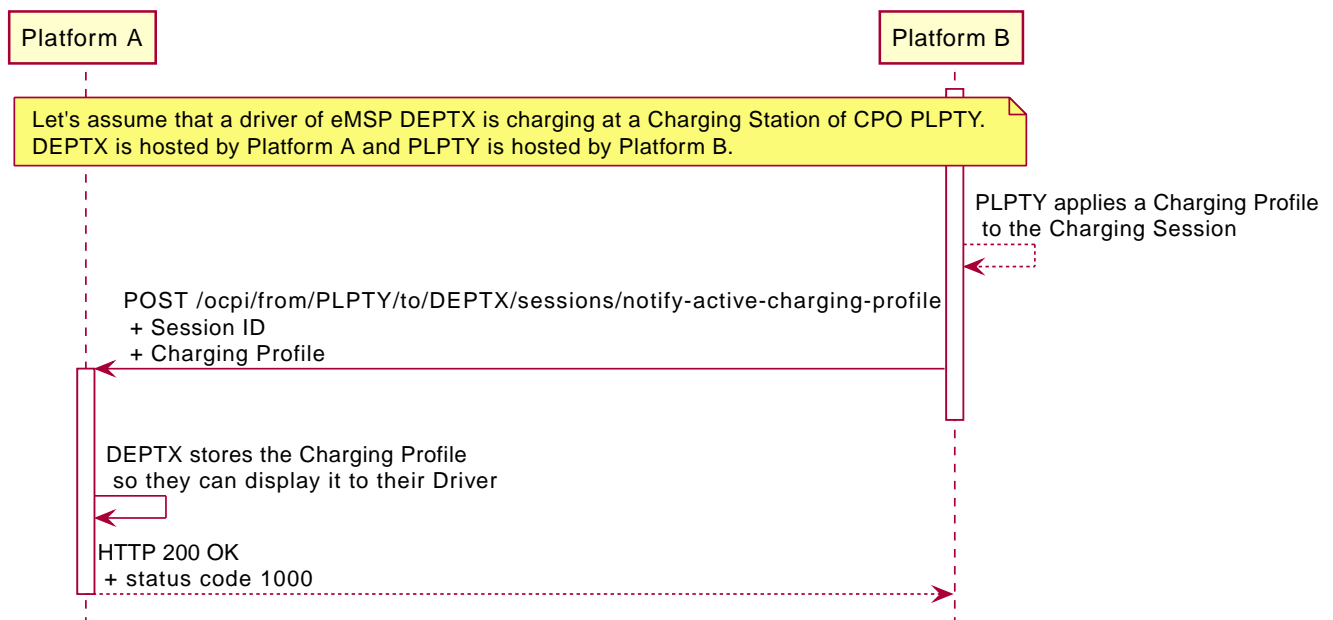 Platform A
Platform B
Let's assume that a driver of eMSP DEPTX is charging at a Charging Station of CPO PLPTY.
DEPTX is hosted by Platform A and PLPTY is hosted by Platform B.
PLPTY applies a Charging Profile
to the Charging Session
POST /ocpi/from/PLPTY/to/DEPTX/sessions/notify-active-charging-profile
+ Session ID
+ Charging Profile
DEPTX stores the Charging Profile
so they can display it to their Driver
HTTP 200 OK
+ status code 1000